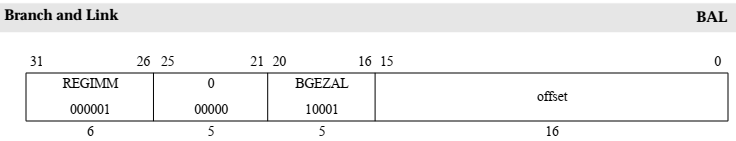 Branch and Link BAL
31 26 25 21 20 16 15 0
REGIMM 0 BGEZAL offset
000001 00000 10001
6 5 5 16